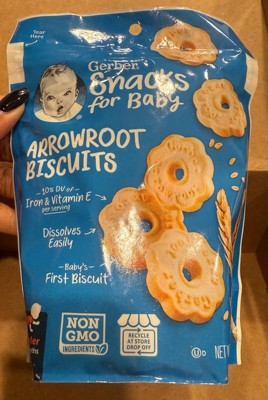 Tear
Here
Gerber
Snacks
for Baby
ARROWROOT
BISCUITS
10% DV of
Iron & Vitamin E
per serving
Dissolves
Easily
Baby's
First Biscuit
NON
GMO
INGREDIENTS
RECYCLE
AT STORE
DROP OFF
U D
NET